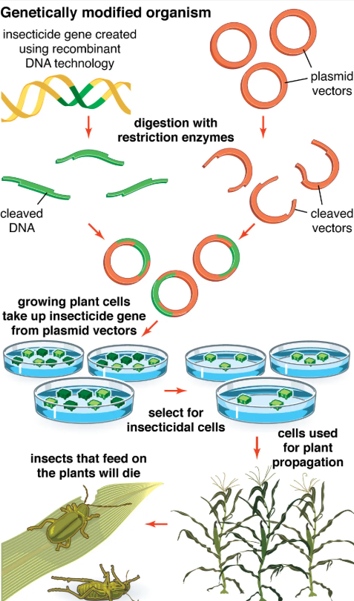 Genetically modified organism
insecticide gene created
using recombinant
DNA technology
plasmid
vectors
digestion with
restriction enzymes
cleaved
DNA
cleaved
vectors
growing plant cells
take up insecticide gene
from plasmid vectors
select for
insecticidal cells
cells used
for plant
propagation
insects that feed on
the plants will die